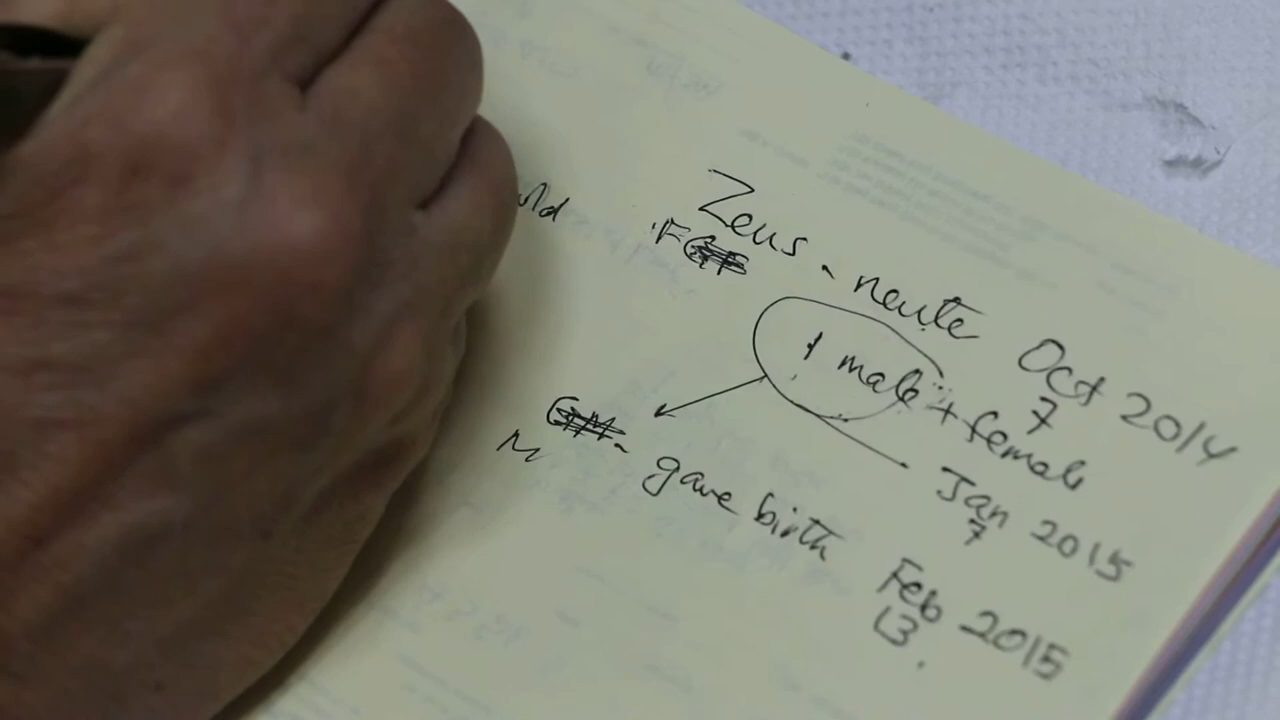 Zeus - neute Oct 2014
F 7
1 male + female
Jan 2015
7
M gave birth Feb 2015
13.